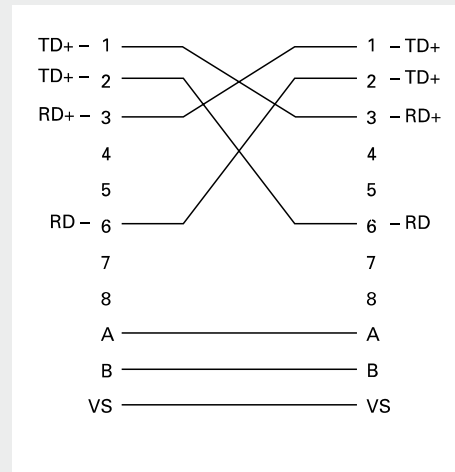 TD+ – 1 1 – TD+
TD+ – 2 2 – TD+
RD+ – 3 3 – RD+
4 4
5 5
RD – 6 6 – RD
7 7
8 8
A A
B B
VS VS